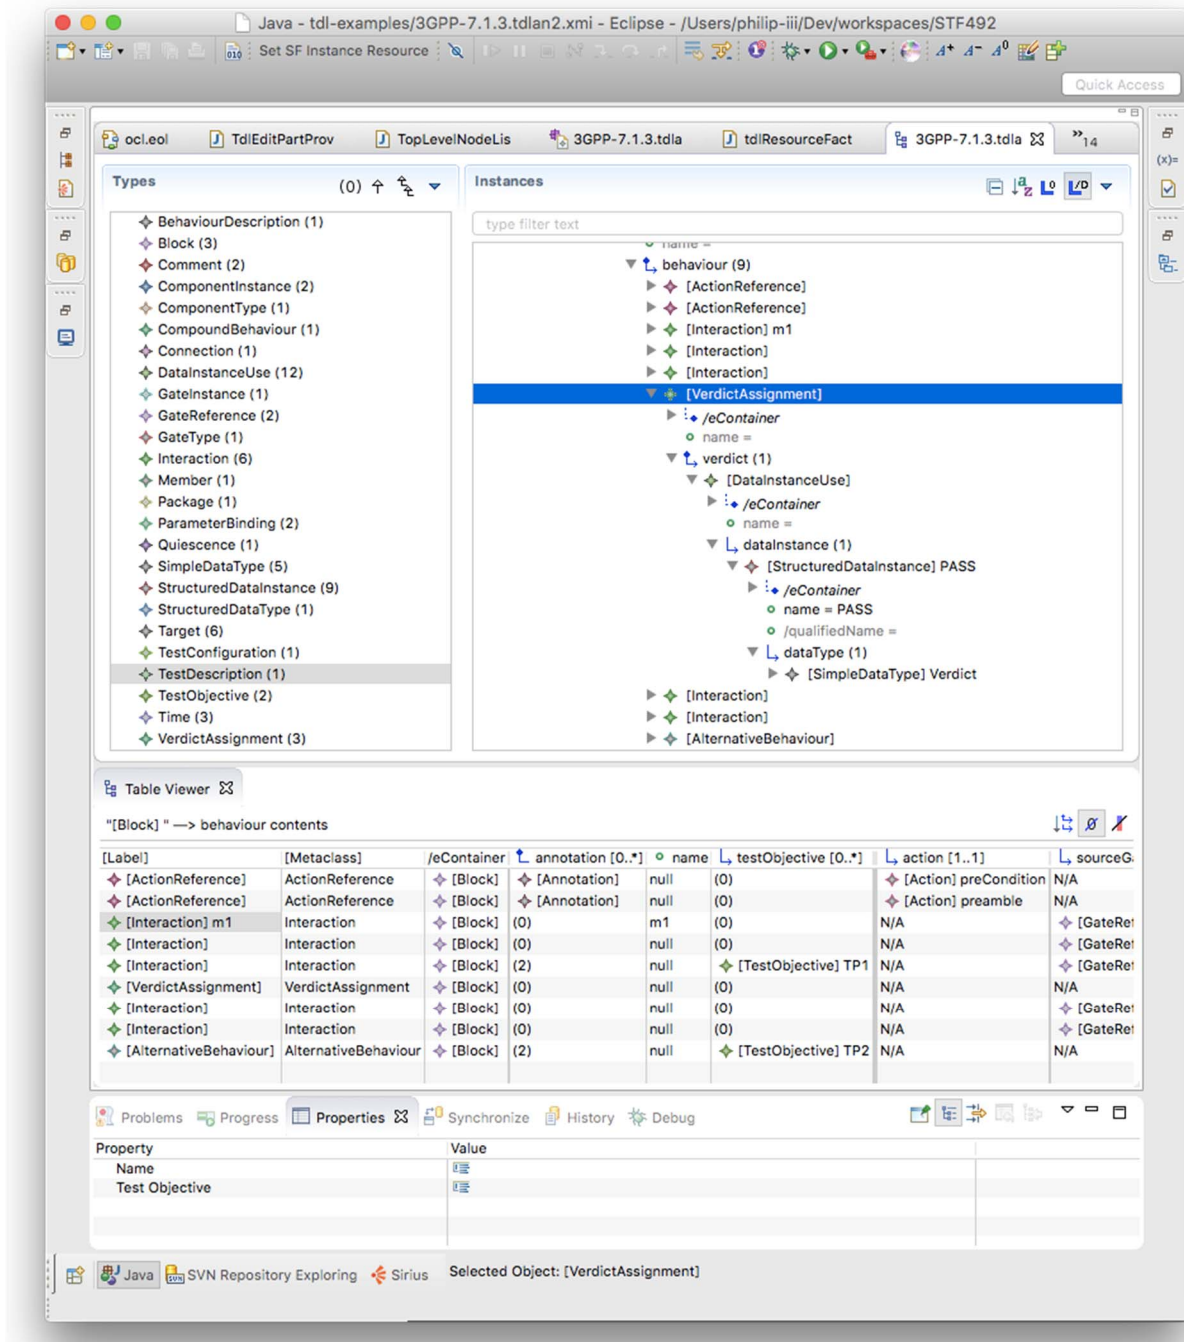 Java - tdl-examples/3GPP-7.1.3.tdlan2.xmi - Eclipse - /Users/philip-iii/Dev/workspaces/STF492
010 Set SF Instance Resource A+ A- A0
Quick Access
ocl.eol TdlEditPartProv TopLevelNodeLis 3GPP-7.1.3.tdla tdlResourceFact 3GPP-7.1.3.tdla »14
(x)=
Types (0)
BehaviourDescription (1)
Block (3)
Comment (2)
ComponentInstance (2)
ComponentType (1)
CompoundBehaviour (1)
Connection (1)
DataInstanceUse (12)
GateInstance (1)
GateReference (2)
GateType (1)
Interaction (6)
Member (1)
Package (1)
ParameterBinding (2)
Quiescence (1)
SimpleDataType (5)
StructuredDataInstance (9)
StructuredDataType (1)
Target (6)
TestConfiguration (1)
TestDescription (1)
TestObjective (2)
Time (3)
VerdictAssignment (3)
Instances
type filter text
name =
behaviour (9)
[ActionReference]
[ActionReference]
[Interaction] m1
[Interaction]
[Interaction]
[VerdictAssignment]
/eContainer
name =
verdict (1)
[DataInstanceUse]
/eContainer
name =
dataInstance (1)
[StructuredDataInstance] PASS
/eContainer
name = PASS
/qualifiedName =
dataType (1)
[SimpleDataType] Verdict
[Interaction]
[Interaction]
[AlternativeBehaviour]
Table Viewer
"[Block] " —> behaviour contents
[Label] [Metaclass] /eContainer annotation [0..*] name testObjective [0..*] action [1..1] sourceG
[ActionReference] ActionReference [Block] [Annotation] null (0) [Action] preCondition N/A
[ActionReference] ActionReference [Block] [Annotation] null (0) [Action] preamble N/A
[Interaction] m1 Interaction [Block] (0) m1 (0) N/A [GateRef
[Interaction] Interaction [Block] (0) null (0) N/A [GateRef
[Interaction] Interaction [Block] (2) null [TestObjective] TP1 N/A [GateRef
[VerdictAssignment] VerdictAssignment [Block] (0) null (0) N/A N/A
[Interaction] Interaction [Block] (0) null (0) N/A [GateRef
[Interaction] Interaction [Block] (0) null (0) N/A [GateRef
[AlternativeBehaviour] AlternativeBehaviour [Block] (2) null [TestObjective] TP2 N/A N/A
Problems Progress Properties Synchronize History Debug
Property Value
Name
Test Objective
Java SVN Repository Exploring Sirius Selected Object: [VerdictAssignment]